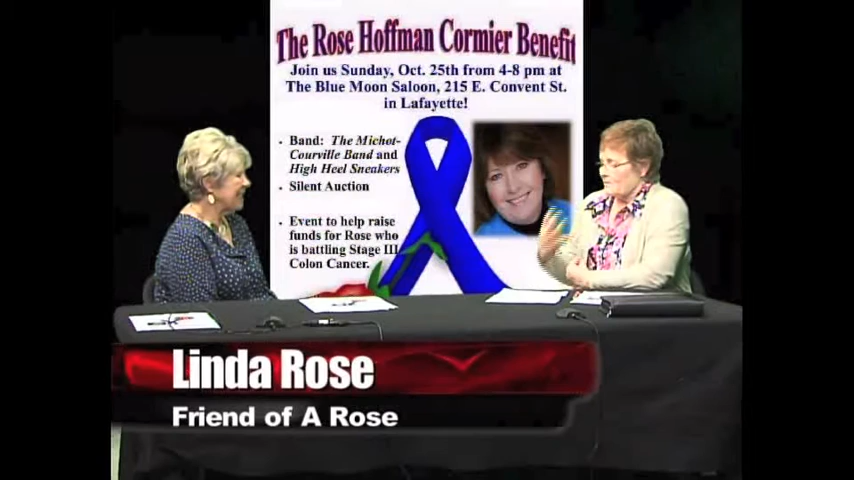 The Rose Hoffman Cormier Benefit
Join us Sunday, Oct. 25th from 4-8 pm at
The Blue Moon Saloon, 215 E. Convent St.
in Lafayette!
• Band: The Michot-
Courville Band and
High Heel Sneakers
• Silent Auction
• Event to help raise
funds for Rose who
is battling Stage III
Colon Cancer.
Linda Rose
Friend of A Rose